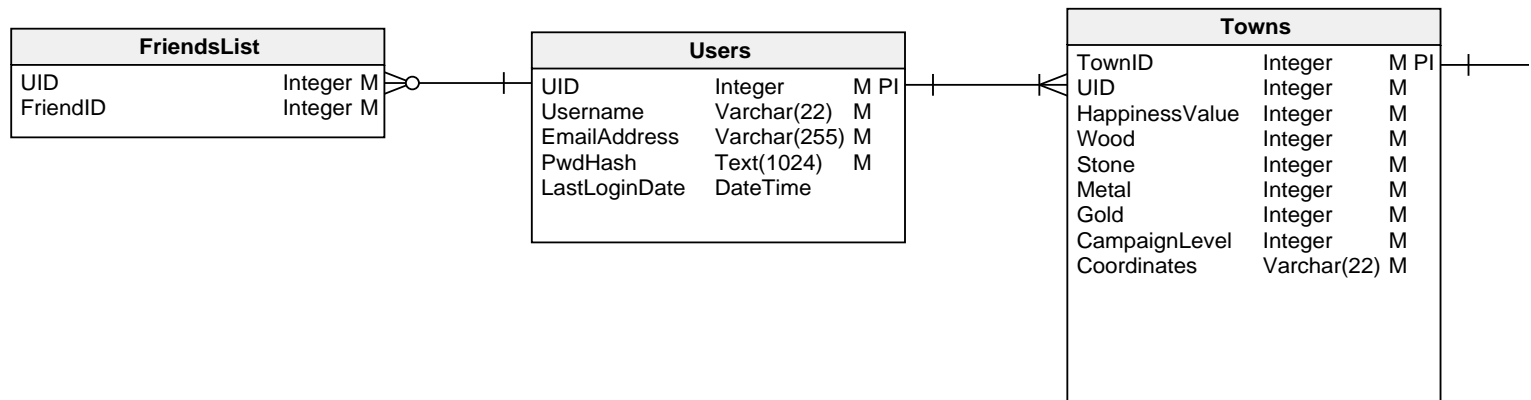 FriendsList
UID Integer M
FriendID Integer M
Users
UID Integer M PI
Username Varchar(22) M
EmailAddress Varchar(255) M
PwdHash Text(1024) M
LastLoginDate DateTime
Towns
TownID Integer M PI
UID Integer M
HappinessValue Integer M
Wood Integer M
Stone Integer M
Metal Integer M
Gold Integer M
CampaignLevel Integer M
Coordinates Varchar(22) M